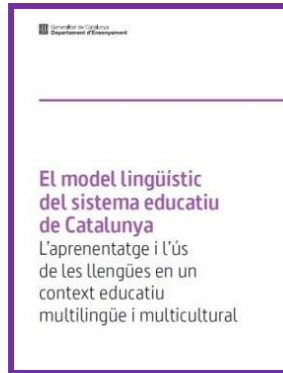 Generalitat de Catalunya
Departament d'Ensenyament
El model lingüístic
del sistema educatiu
de Catalunya
L'aprenentatge i l'ús
de les llengües en un
context educatiu
multilingüe i multicultural